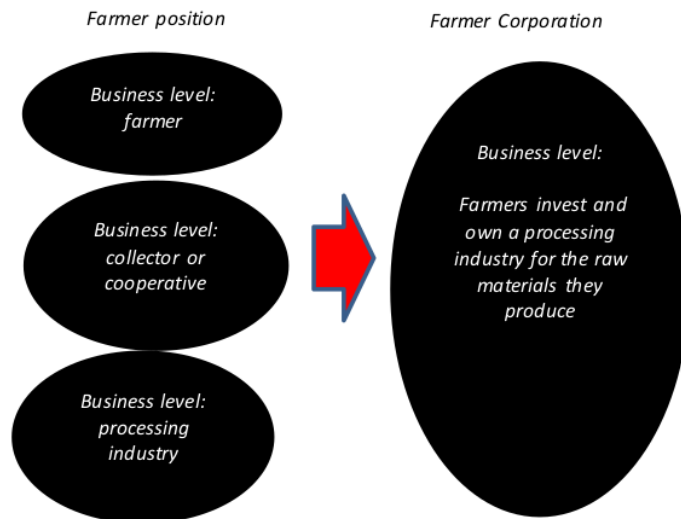 Farmer position
Business level:
farmer
Business level:
collector or
cooperative
Business level:
processing
industry
Farmer Corporation
Business level:
Farmers invest and
own a processing
industry for the raw
materials they
produce